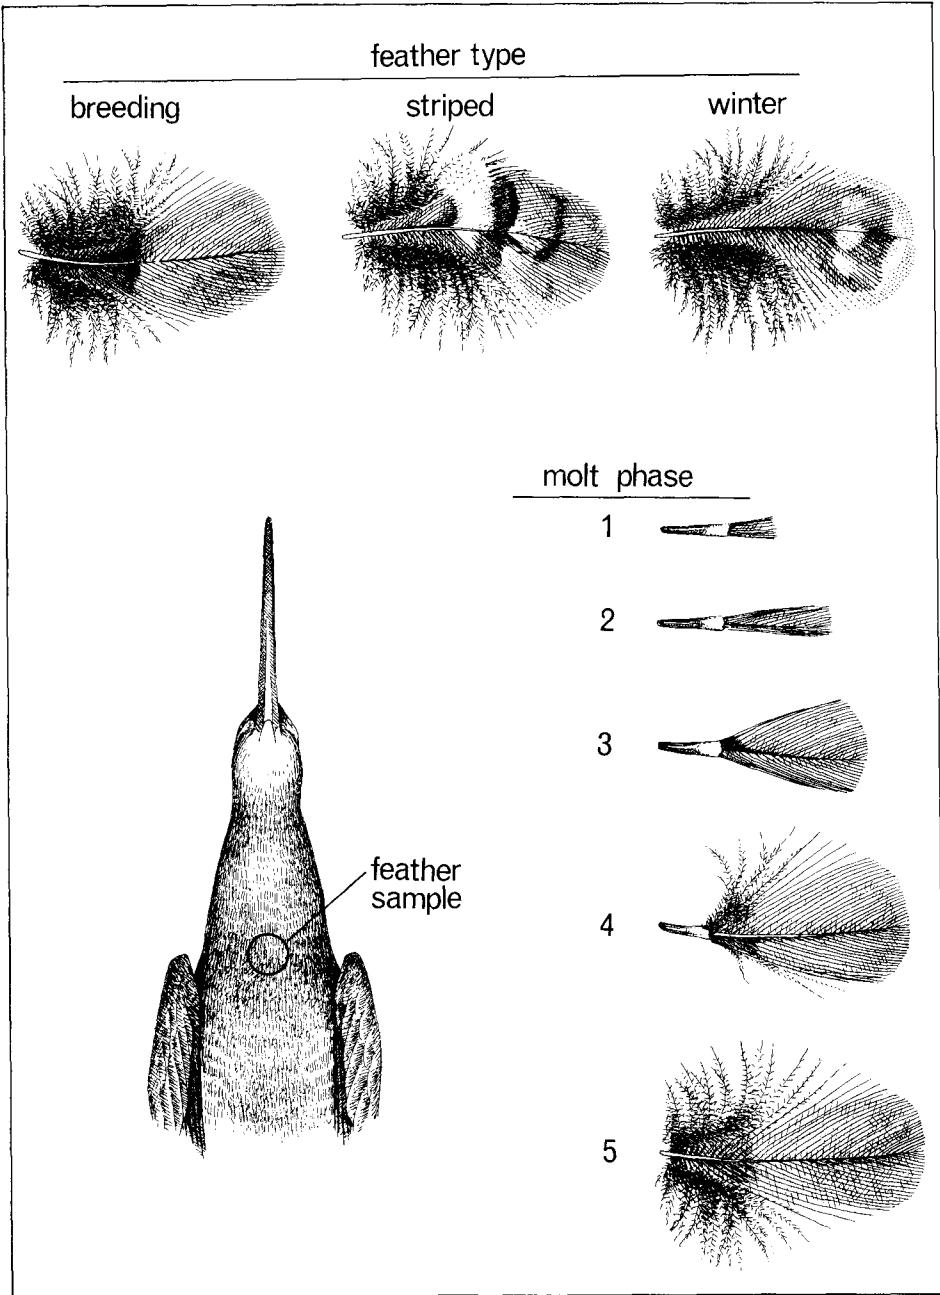 feather type
breeding
striped
winter
molt phase
1
2
3
4
5
feather
sample